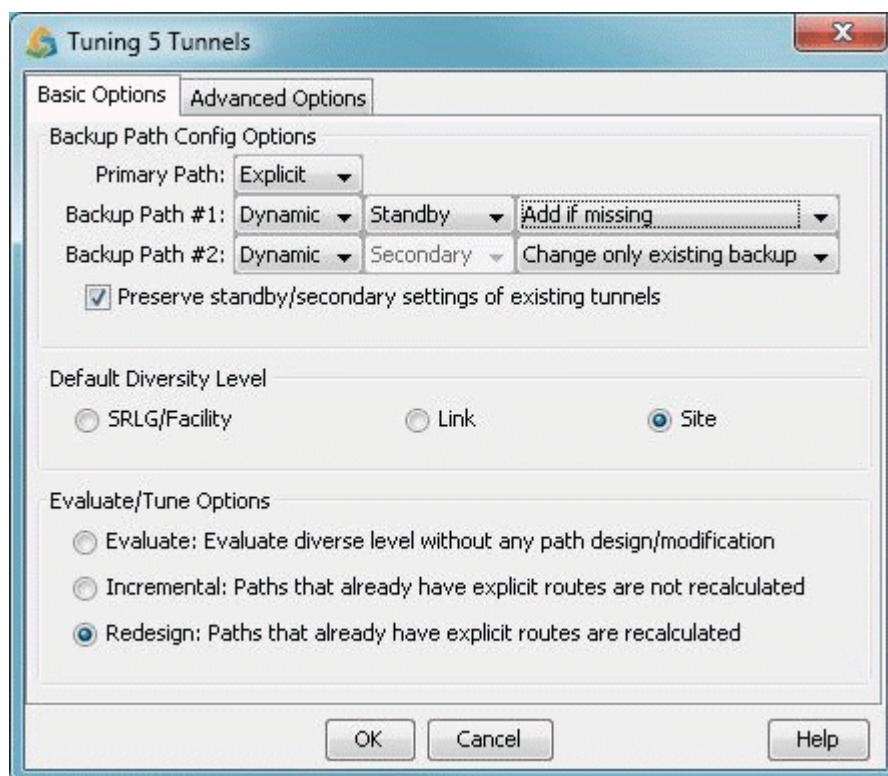 Tuning 5 Tunnels
Basic Options Advanced Options
Backup Path Config Options
Primary Path: Explicit
Backup Path #1: Dynamic Standby Add if missing
Backup Path #2: Dynamic Secondary Change only existing backup
Preserve standby/secondary settings of existing tunnels
Default Diversity Level
SRLG/Facility Link Site
Evaluate/Tune Options
Evaluate: Evaluate diverse level without any path design/modification
Incremental: Paths that already have explicit routes are not recalculated
Redesign: Paths that already have explicit routes are recalculated
OK Cancel Help